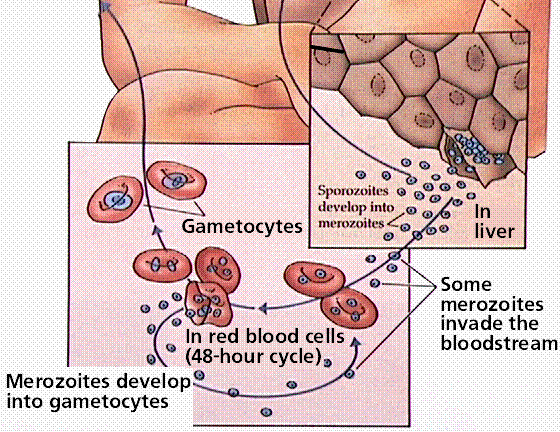 Sporozoites
develop into
merozoites
In
liver
Gametocytes
Some
merozoites
invade the
bloodstream
In red blood cells
(48-hour cycle)
Merozoites develop
into gametocytes